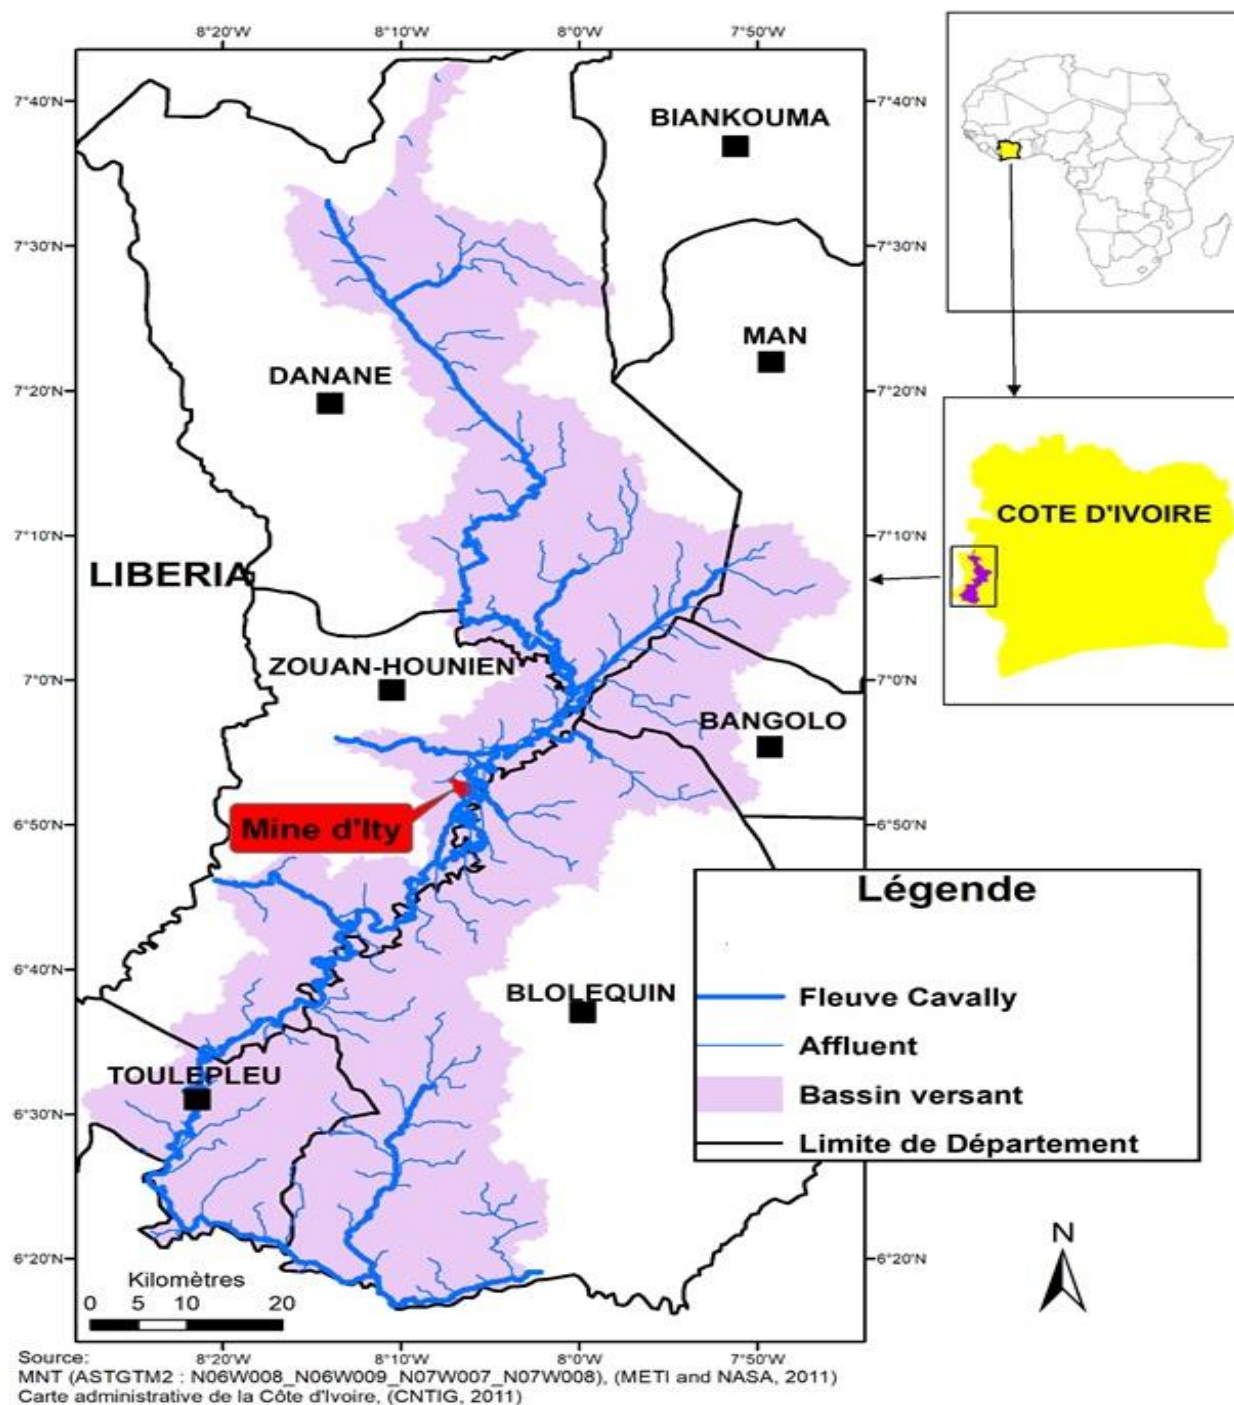 8°20'W 8°10'W 8°0'W 7°50'W
7°40'N 7°40'N
BIANKOUMA
7°30'N 7°30'N
MAN
DANANE
7°20'N 7°20'N
COTE D'IVOIRE
7°10'N 7°10'N
LIBERIA
ZOUAN-HOUNIEN
7°0'N 7°0'N
BANGOLO
Mine d'Ity
6°50'N 6°50'N
Légende
6°40'N 6°40'N
BLOLEQUIN
Fleuve Cavally
Affluent
TOULEPLEU
Bassin versant
6°30'N 6°30'N
Limite de Département
N
6°20'N 6°20'N
Kilomètres
0 5 10 20
8°20'W 8°10'W 8°0'W 7°50'W
Source:
MNT (ASTGTM2 : N06W008_N06W009_N07W007_N07W008), (METI and NASA, 2011)
Carte administrative de la Côte d'Ivoire, (CNTIG, 2011)